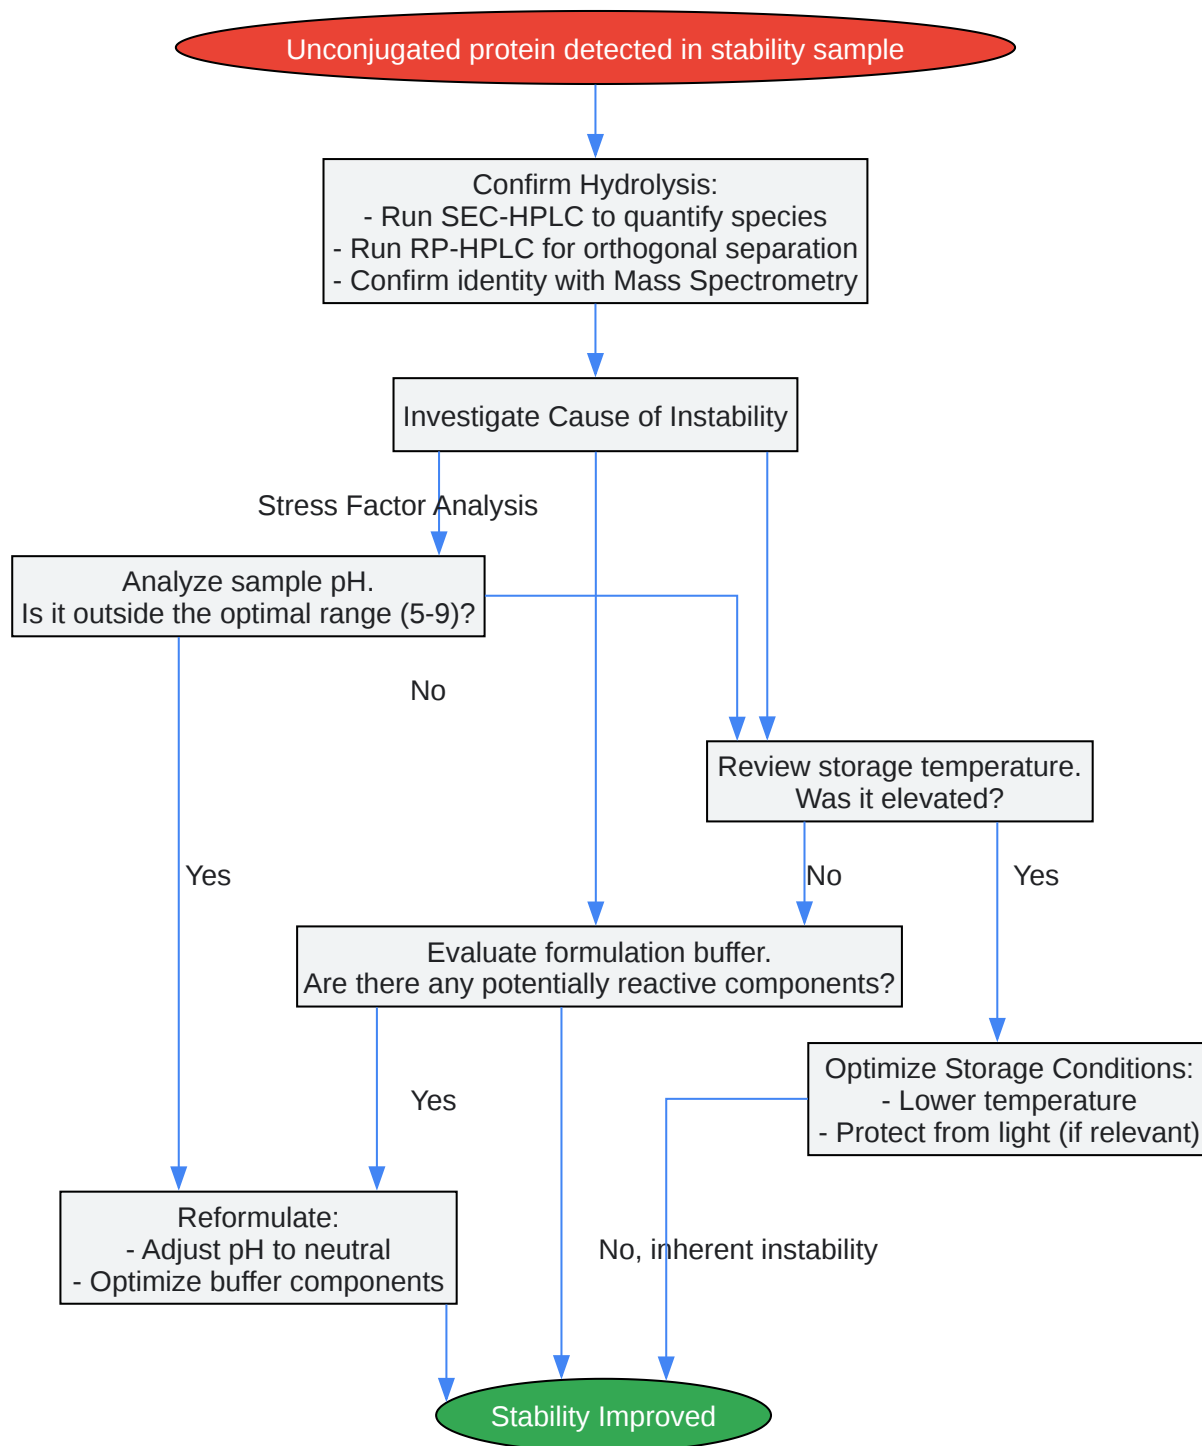 Unconjugated protein detected in stability sample
Confirm Hydrolysis:
- Run SEC-HPLC to quantify species
- Run RP-HPLC for orthogonal separation
- Confirm identity with Mass Spectrometry
Investigate Cause of Instability
Stress Factor Analysis
Analyze sample pH.
Is it outside the optimal range (5-9)?
No
Review storage temperature.
Was it elevated?
Yes
No
Yes
Evaluate formulation buffer.
Are there any potentially reactive components?
Optimize Storage Conditions:
- Lower temperature
- Protect from light (if relevant)
Yes
Reformulate:
- Adjust pH to neutral
- Optimize buffer components
No, inherent instability
Stability Improved